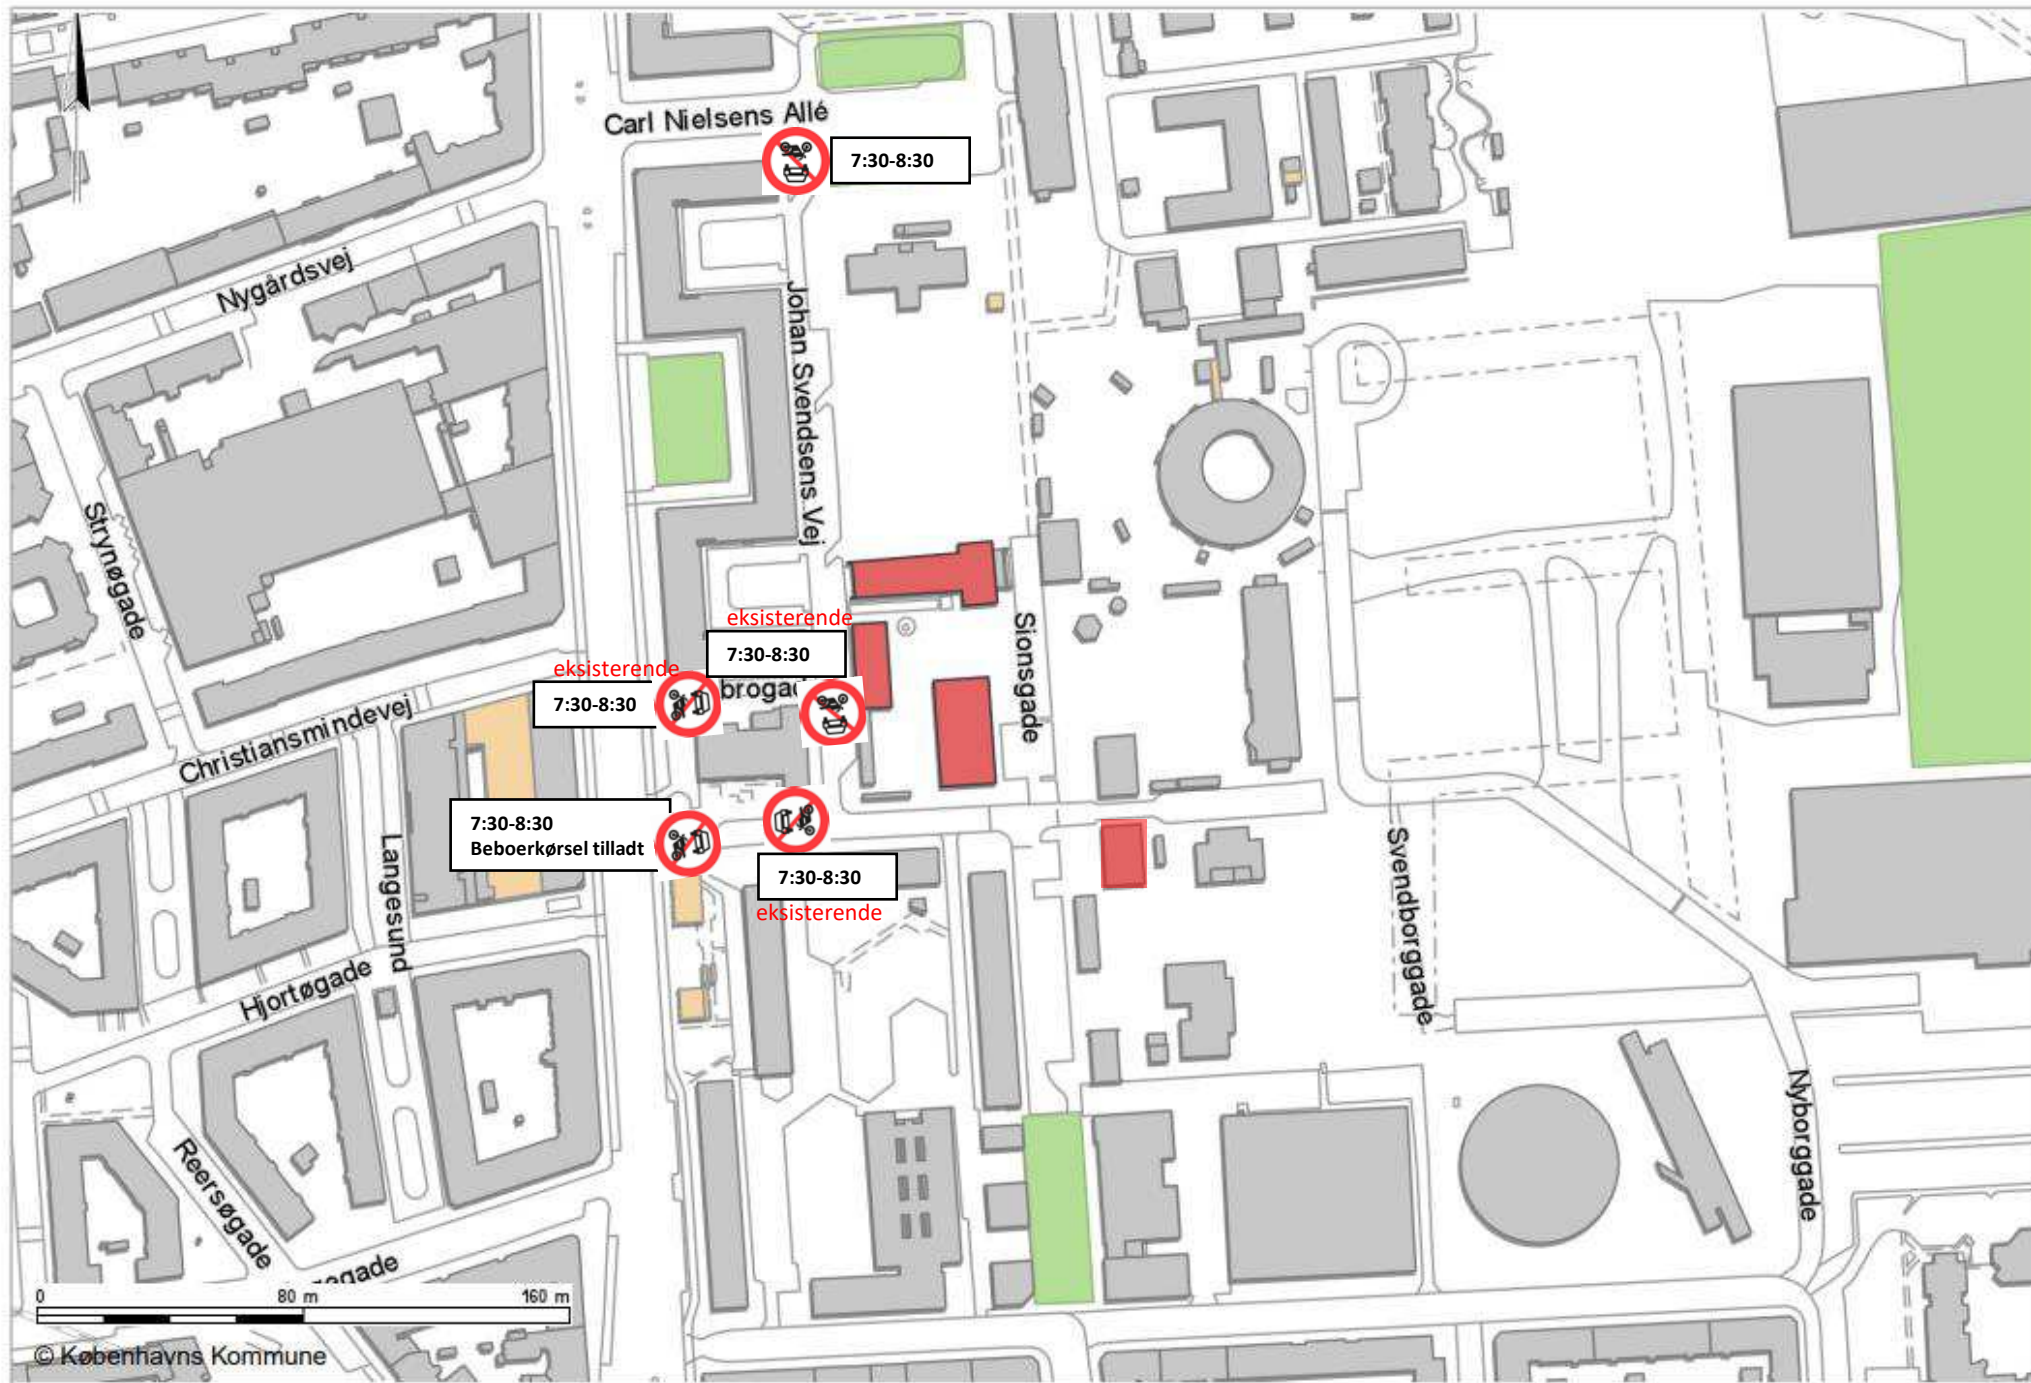 Carl Nielsens Allé
7:30-8:30
Nygårdsvej
Johan Svendsens Vej
Strynøgade
eksisterende
7:30-8:30
eksisterende
7:30-8:30
Sionsgade
Christiansmindevej
7:30-8:30
Beboerkørsel tilladt
7:30-8:30
eksisterende
Langesund
Svendborggade
Hjortøgade
Reersøgade
Nyborggade
0 80 m 160 m
© Københavns Kommune